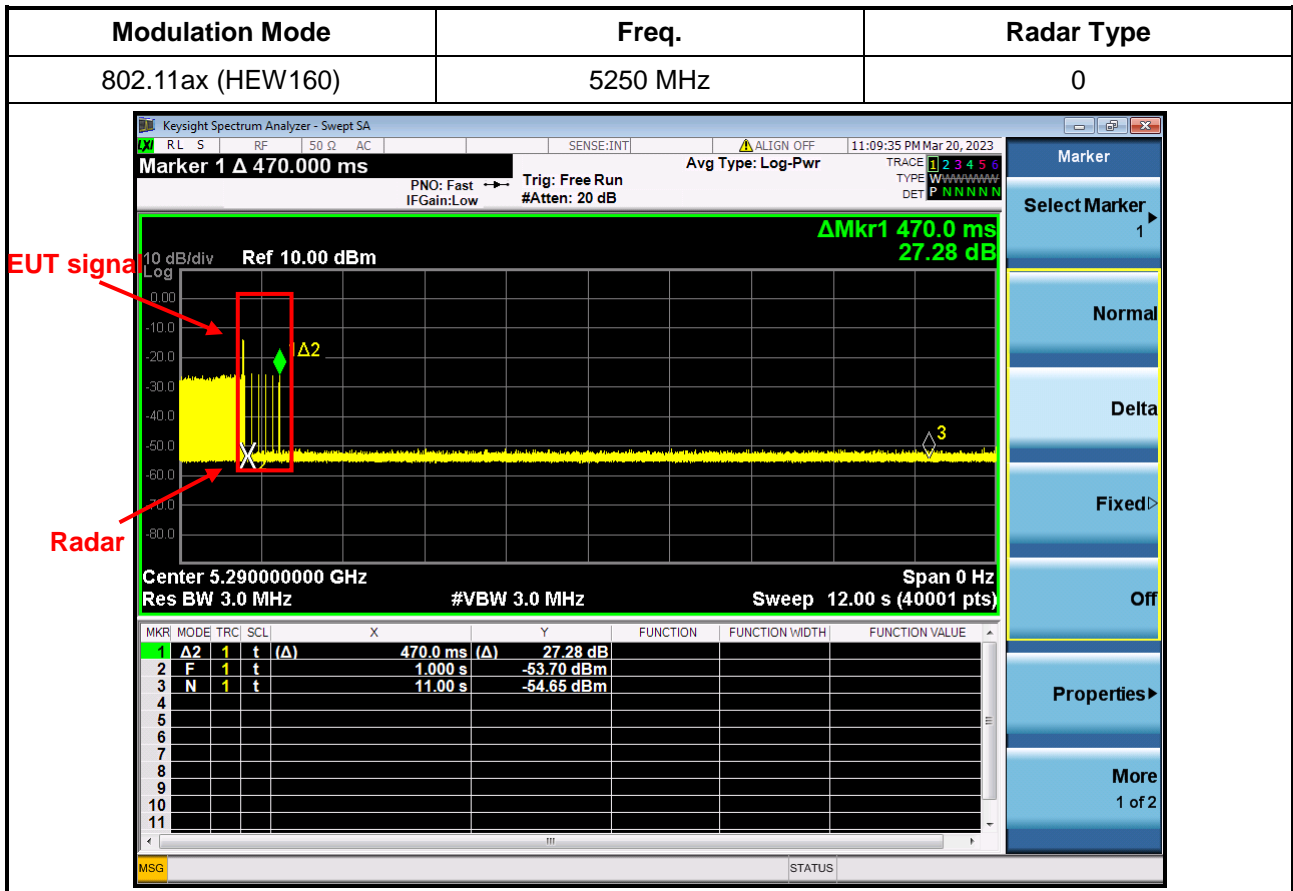 Modulation Mode Freq. Radar Type
802.11ax (HEW160) 5250 MHz 0
Keysight Spectrum Analyzer - Swept SA
LXI RL S RF 50 Ω AC SENSE:INT ALIGN OFF 11:09:35 PM Mar 20, 2023
Marker 1 Δ 470.000 ms Avg Type: Log-Pwr TRACE 1 2 3 4 5 6
PNO: Fast Trig: Free Run TYPE WWWWWW
IFGain:Low #Atten: 20 dB DET P N N N N N
Marker
Select Marker
1
Normal
Delta
Fixed
Off
Properties
More
1 of 2
ΔMkr1 470.0 ms
10 dB/div Ref 10.00 dBm 27.28 dB
Log
EUT signal
0.00
-10.0
-20.0
-30.0
-40.0
-50.0
-60.0
-70.0
-80.0
1Δ2
X2
3
Radar
Center 5.290000000 GHz Span 0 Hz
Res BW 3.0 MHz #VBW 3.0 MHz Sweep 12.00 s (40001 pts)
MKR MODE TRC SCL X Y FUNCTION FUNCTION WIDTH FUNCTION VALUE
1 Δ2 1 t (Δ) 470.0 ms (Δ) 27.28 dB
2 F 1 t 1.000 s -53.70 dBm
3 N 1 t 11.00 s -54.65 dBm
4
5
6
7
8
9
10
11
MSG STATUS